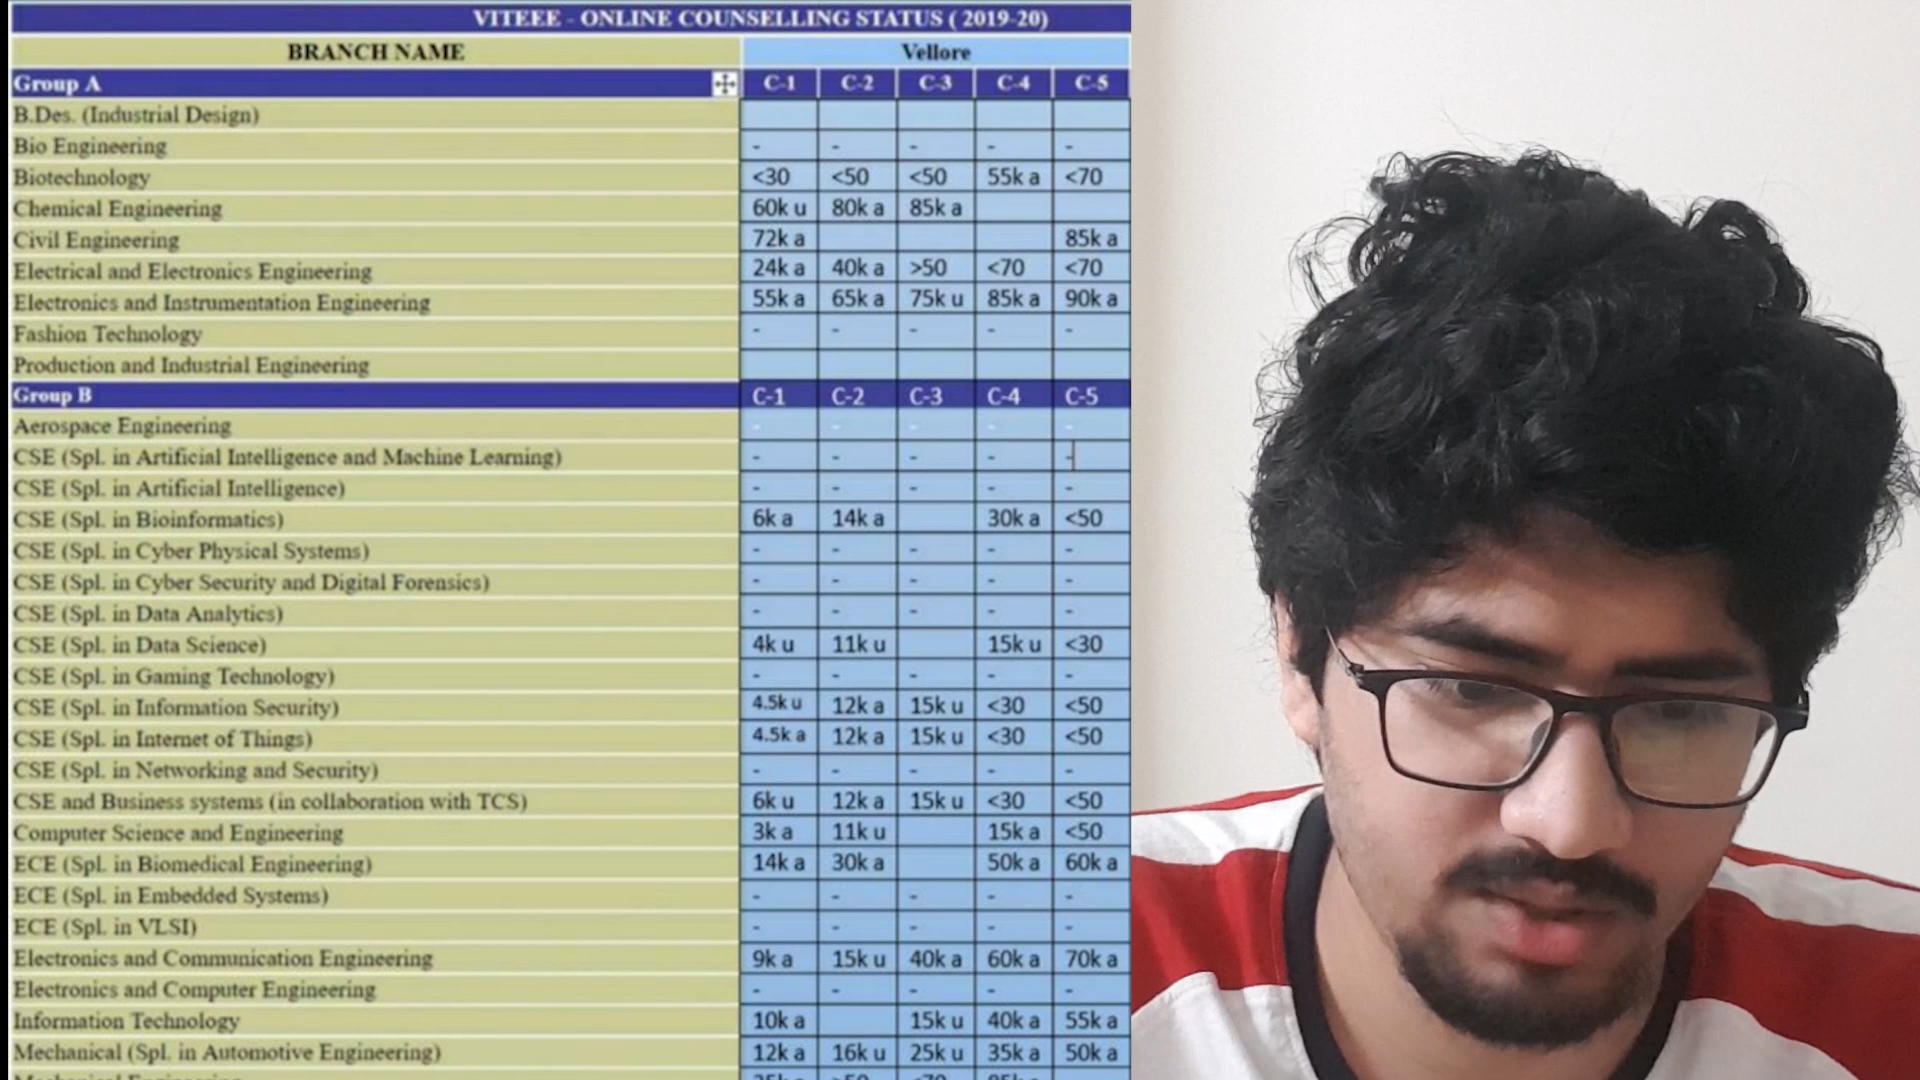 VITEEE - ONLINE COUNSELLING STATUS ( 2019-20)
BRANCH NAME Vellore
Group A C-1 C-2 C-3 C-4 C-5
B.Des. (Industrial Design)
Bio Engineering - - - - -
Biotechnology <30 <50 <50 55k a <70
Chemical Engineering 60k u 80k a 85k a
Civil Engineering 72k a 85k a
Electrical and Electronics Engineering 24k a 40k a >50 <70 <70
Electronics and Instrumentation Engineering 55k a 65k a 75k u 85k a 90k a
Fashion Technology - - - - -
Production and Industrial Engineering
Group B C-1 C-2 C-3 C-4 C-5
Aerospace Engineering - - - - -
CSE (Spl. in Artificial Intelligence and Machine Learning) - - - - -
CSE (Spl. in Artificial Intelligence) - - - - -
CSE (Spl. in Bioinformatics) 6k a 14k a 30k a <50
CSE (Spl. in Cyber Physical Systems) - - - - -
CSE (Spl. in Cyber Security and Digital Forensics) - - - - -
CSE (Spl. in Data Analytics) - - - - -
CSE (Spl. in Data Science) 4k u 11k u 15k u <30
CSE (Spl. in Gaming Technology) - - - - -
CSE (Spl. in Information Security) 4.5k u 12k a 15k u <30 <50
CSE (Spl. in Internet of Things) 4.5k a 12k a 15k u <30 <50
CSE (Spl. in Networking and Security) - - - - -
CSE and Business systems (in collaboration with TCS) 6k u 12k a 15k u <30 <50
Computer Science and Engineering 3k a 11k u 15k a <50
ECE (Spl. in Biomedical Engineering) 14k a 30k a 50k a 60k a
ECE (Spl. in Embedded Systems) - - - - -
ECE (Spl. in VLSI) - - - - -
Electronics and Communication Engineering 9k a 15k u 40k a 60k a 70k a
Electronics and Computer Engineering - - - - -
Information Technology 10k a 15k u 40k a 55k a
Mechanical (Spl. in Automotive Engineering) 12k a 16k u 25k u 35k a 50k a